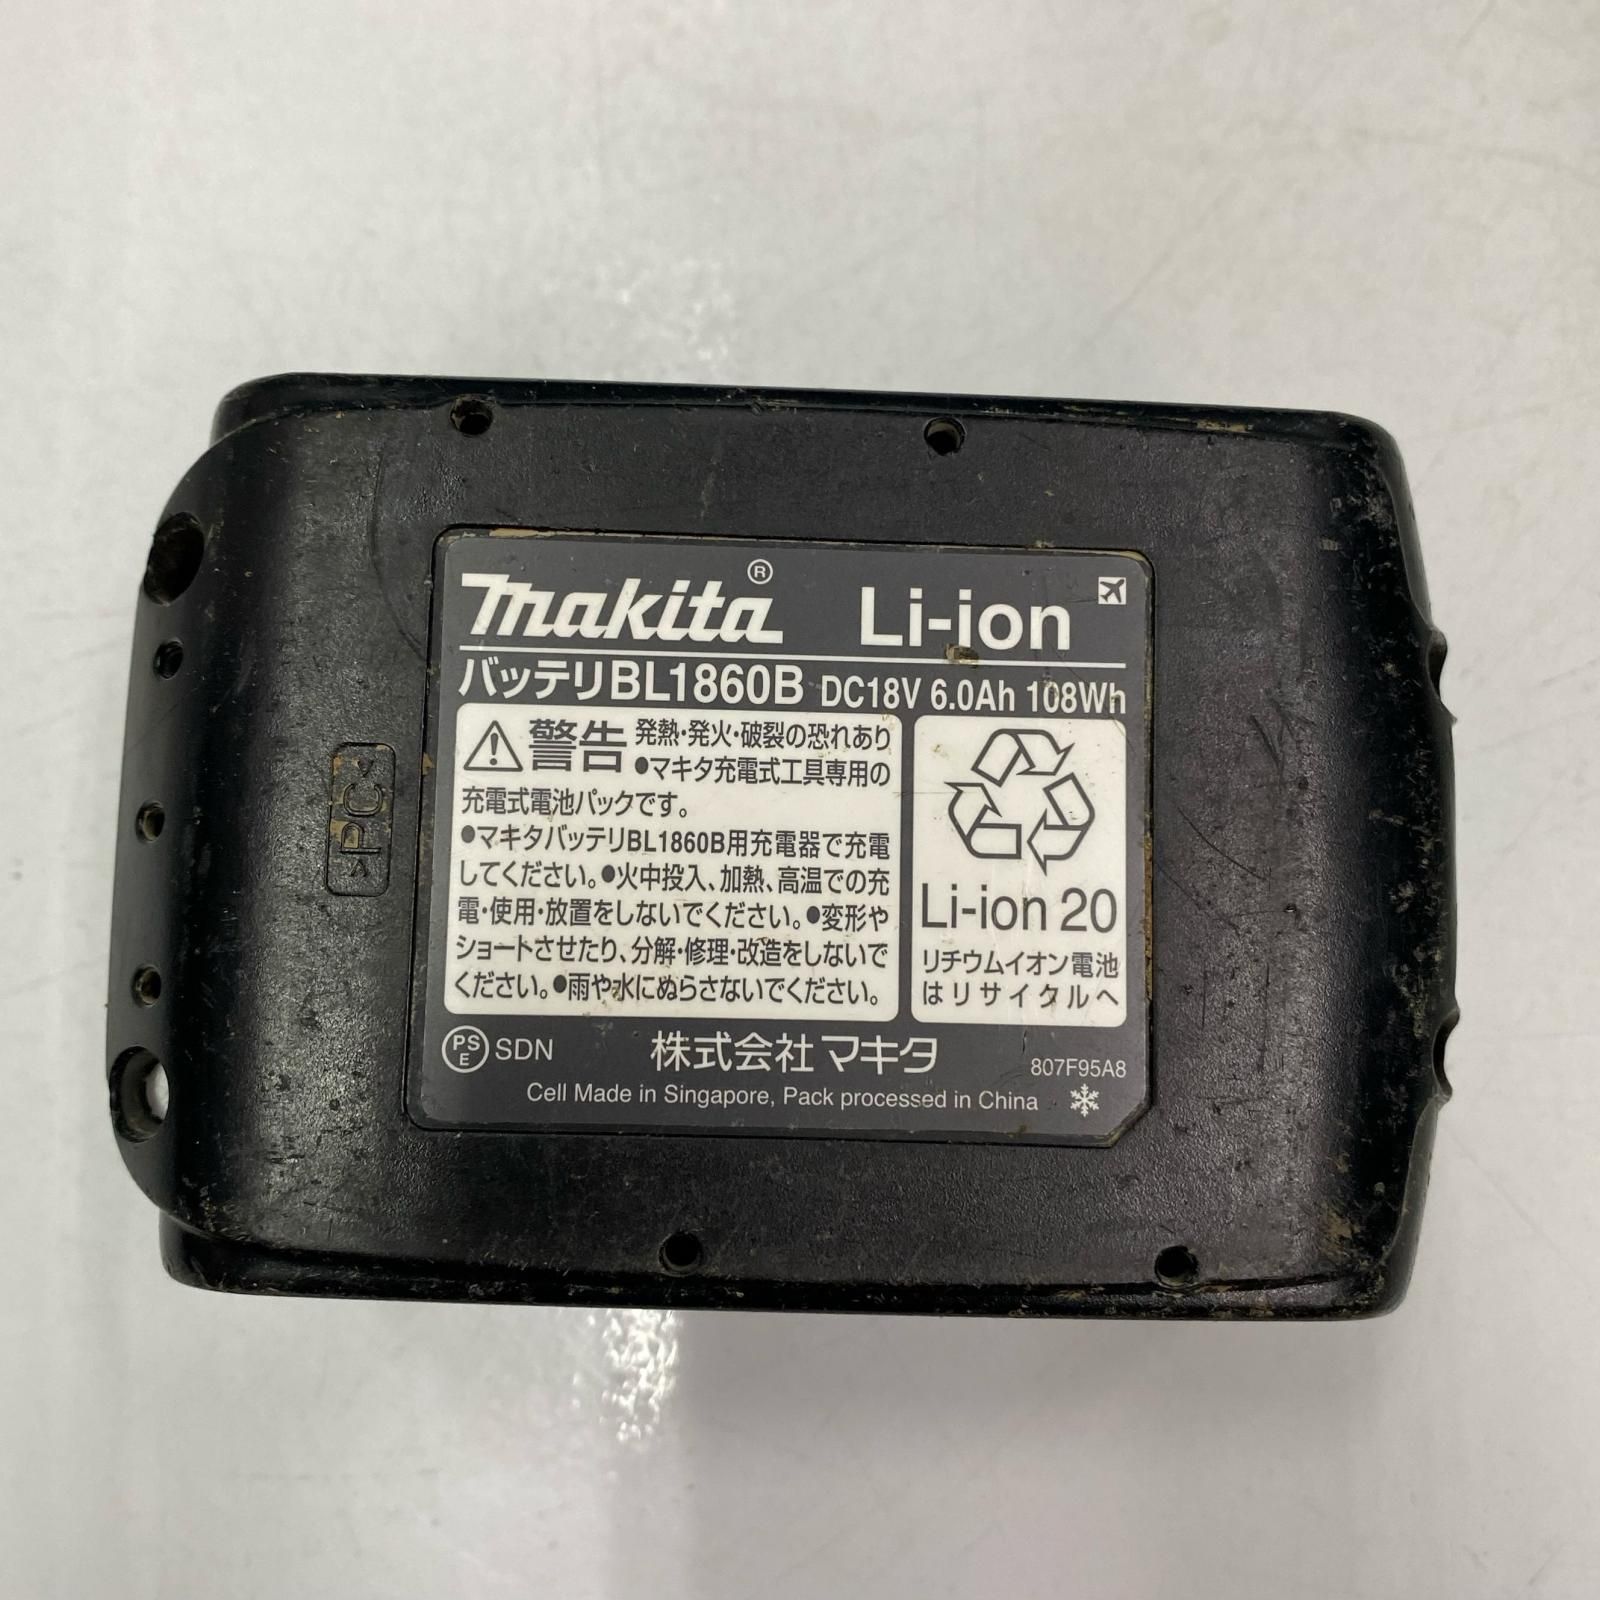 makita® Li-ion
バッテリBL1860B DC18V 6.0Ah 108Wh
警告 発熱・発火・破裂の恐れあり
●マキタ充電式工具専用の
充電式電池パックです。
●マキタバッテリBL1860B用充電器で充電
してください。●火中投入、加熱、高温での充
電・使用・放置をしないでください。●変形や
ショートさせたり、分解・修理・改造をしないで
ください。●雨や水にぬらさないでください。
Li-ion 20
リチウムイオン電池
はリサイクルへ
PSE SDN 株式会社マキタ 807F95A8
Cell Made in Singapore, Pack processed in China
>PC<